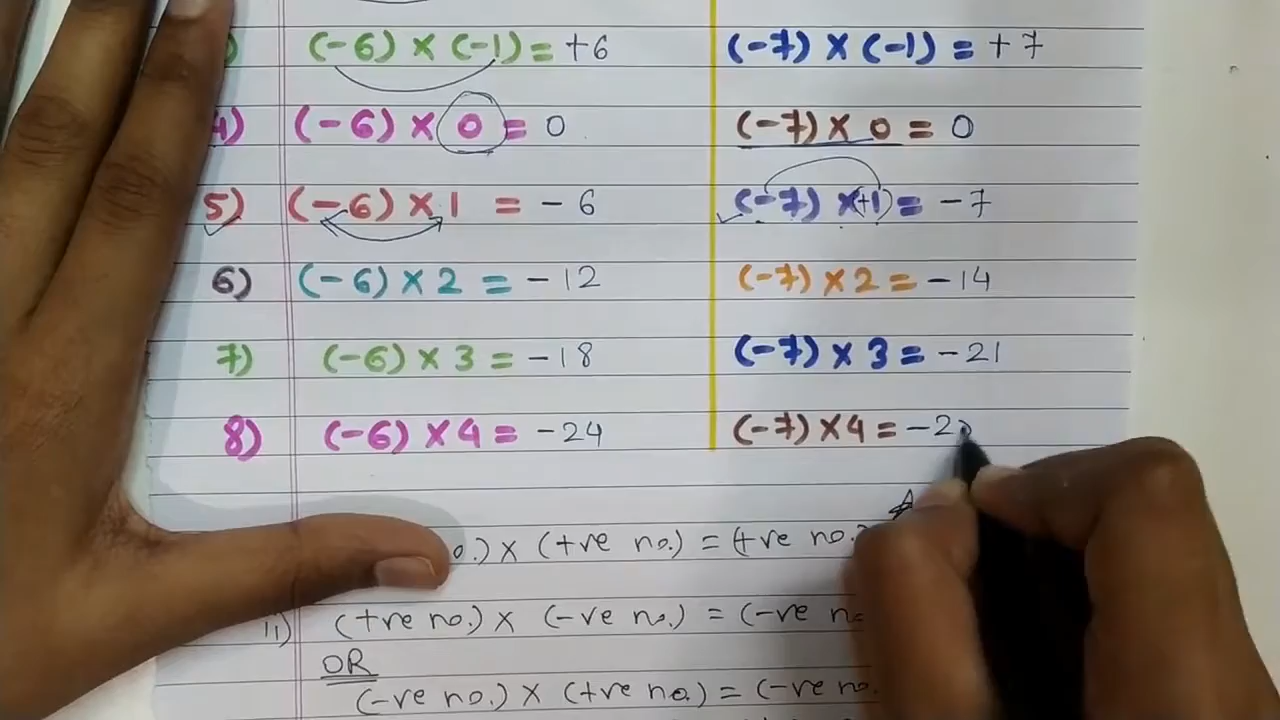 ) (-6) × (-1) = +6 (-7) × (-1) = +7
4) (-6) × 0 = 0 (-7) × 0 = 0
5) (-6) × 1 = -6 (-7) × (+1) = -7
6) (-6) × 2 = -12 (-7) × 2 = -14
7) (-6) × 3 = -18 (-7) × 3 = -21
8) (-6) × 4 = -24 (-7) × 4 = -2
o.) × (+ve no.) = (+ve no.)
ii) (+ve no.) × (-ve no.) = (-ve n
OR
(-ve no.) × (+ve no.) = (-ve no.